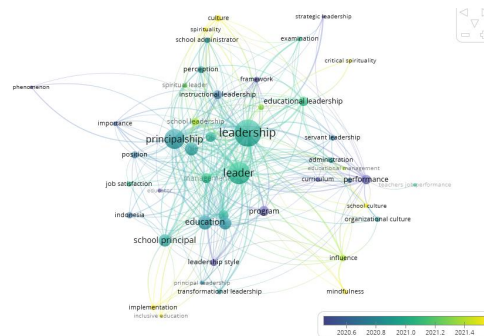 culture
strategic leadership
spirituality
school administrator
examination
critical spirituality
perception
framework
phenomenon
spiritual leader
instructional leadership
educational leadership
importance
school leadership
leadership
principalship
servant leadership
position
administration
educational management
leader
curriculum
performance
job satisfaction
teachers job performance
educator
school culture
indonesia
education
program
organizational culture
school principal
influence
leadership style
principal leadership
transformational leadership
mindfulness
implementation
inclusive education
2020.6 2020.8 2021.0 2021.2 2021.4